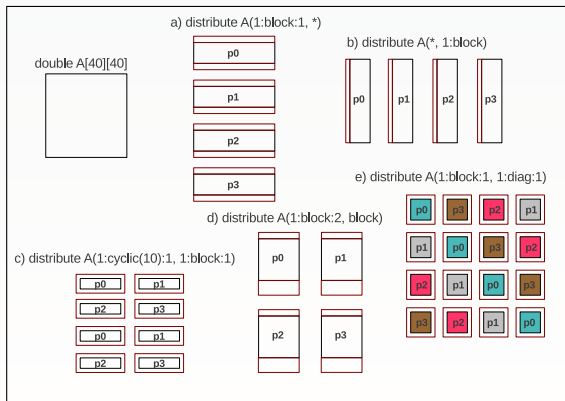 a) distribute A(1:block:1, *)
p0
p1
p2
p3
b) distribute A(*, 1:block)
p0 p1 p2 p3
double A[40][40]
c) distribute A(1:cyclic(10):1, 1:block:1)
p0 p1
p2 p3
p0 p1
p2 p3
d) distribute A(1:block:2, block)
p0 p1
p2 p3
e) distribute A(1:block:1, 1:diag:1)
p0 p3 p2 p1
p1 p0 p3 p2
p2 p1 p0 p3
p3 p2 p1 p0